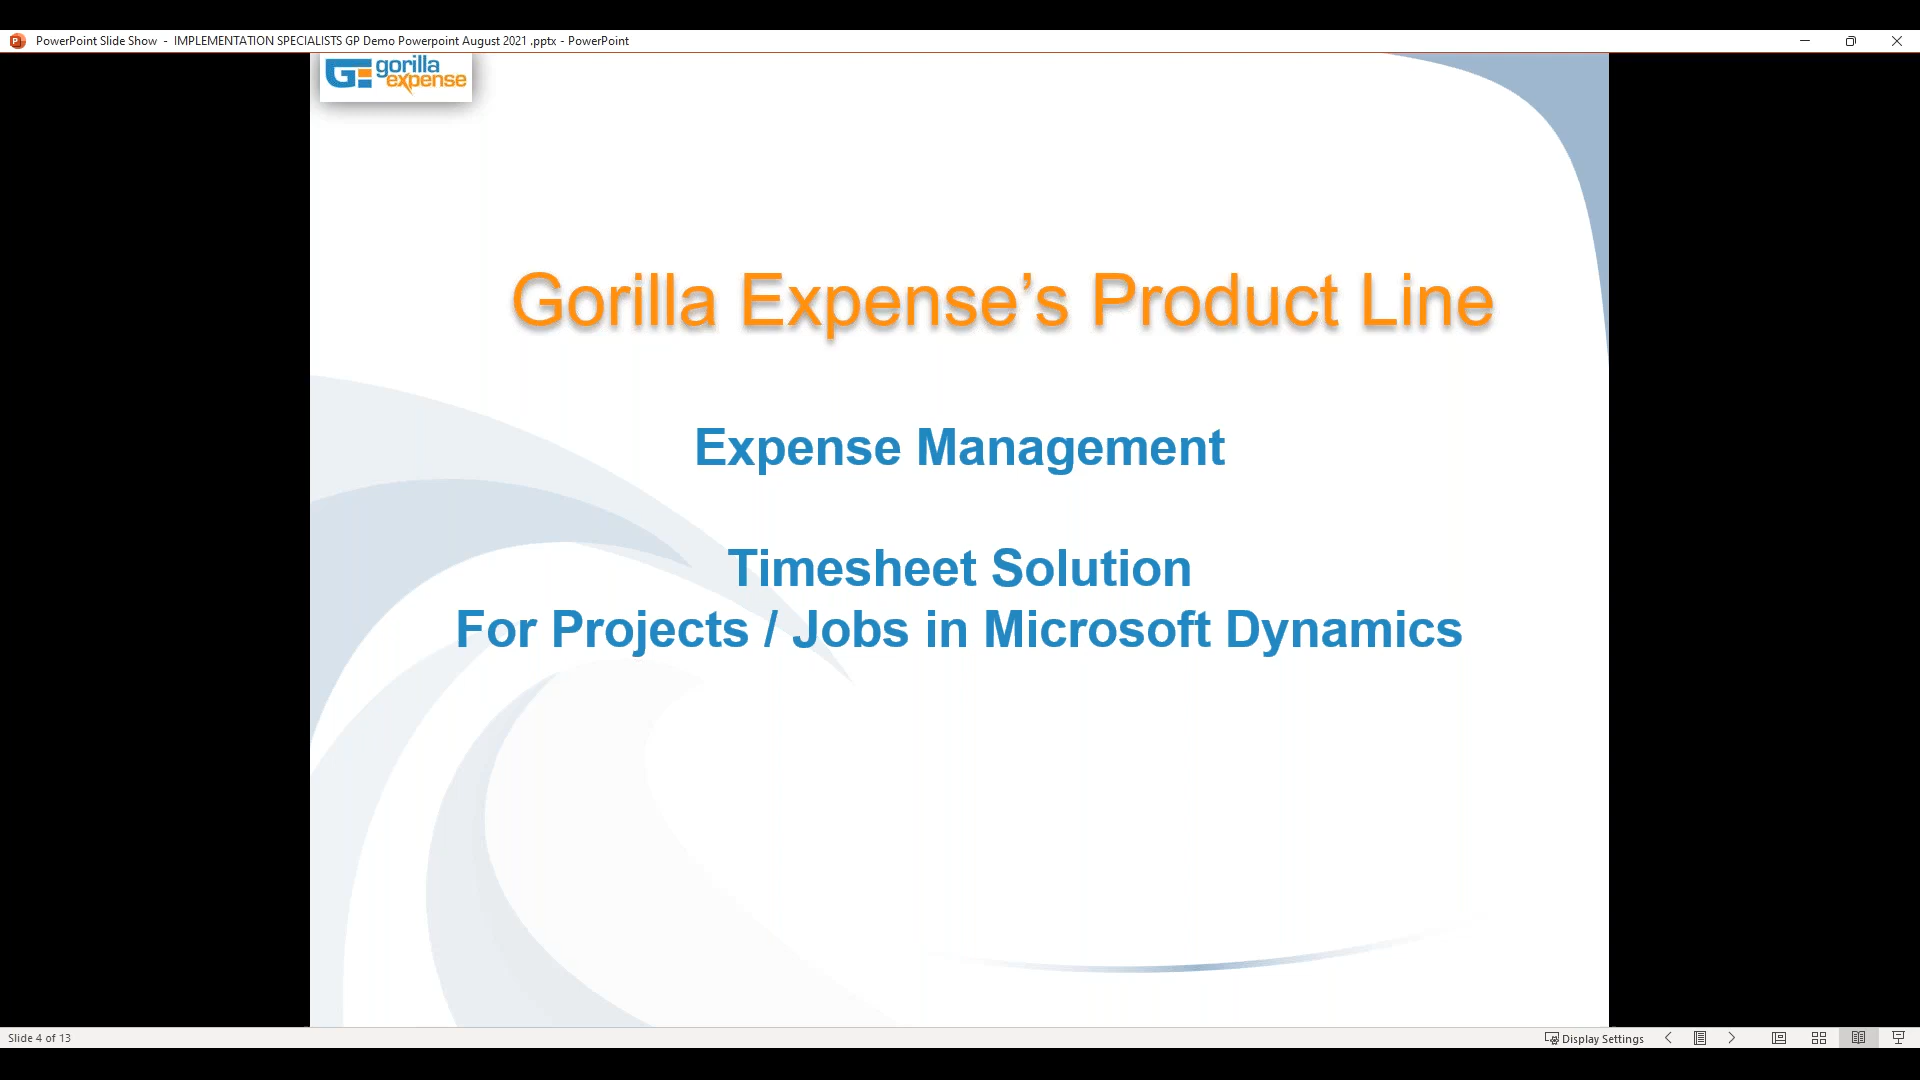 PowerPoint Slide Show - IMPLEMENTATION SPECIALISTS GP Demo Powerpoint August 2021 .pptx - PowerPoint
GE gorilla
expense
Gorilla Expense’s Product Line
Expense Management
Timesheet Solution
For Projects / Jobs in Microsoft Dynamics
Slide 4 of 13
Display Settings